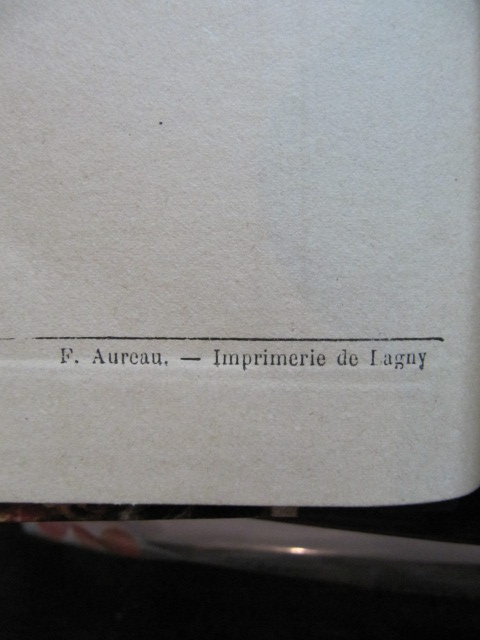 F. Aureau. — Imprimerie de Lagny